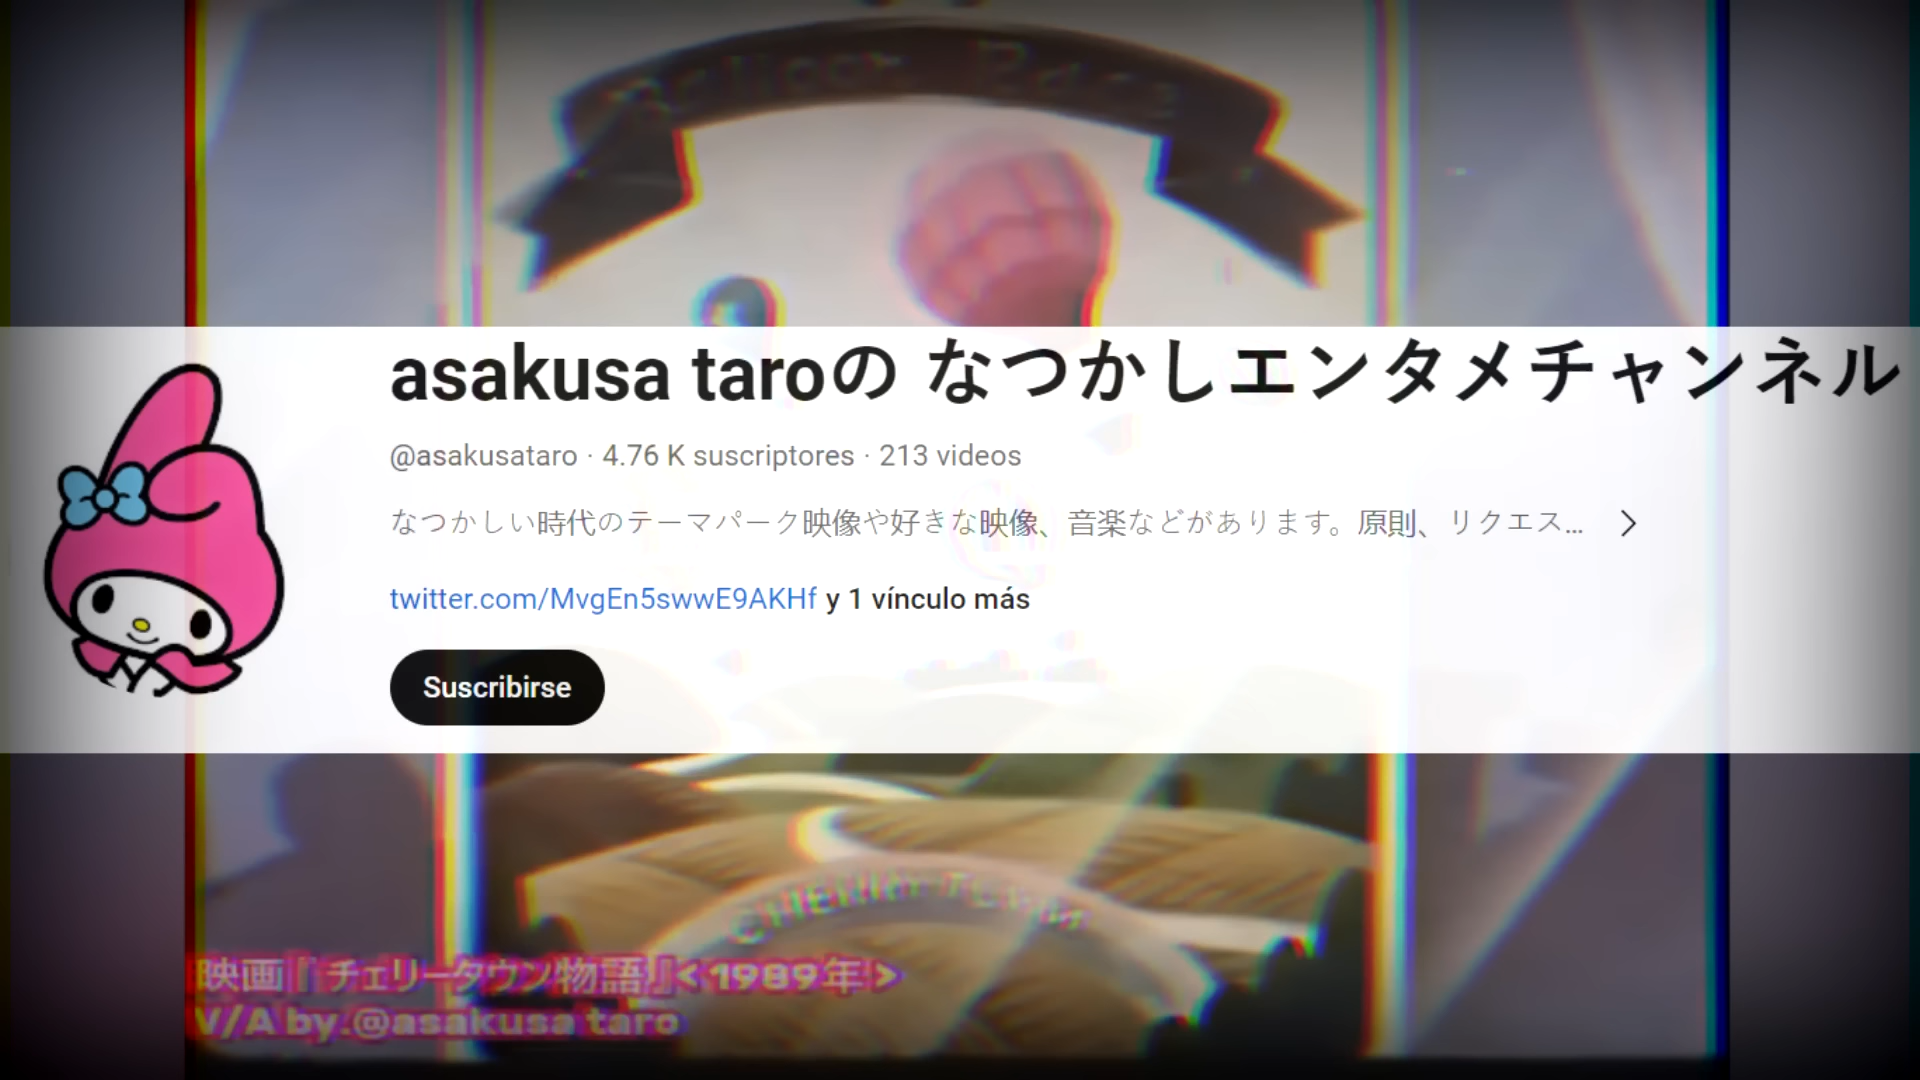 Balloon Race
asakusa taroの なつかしエンタメチャンネル
@asakusataro · 4.76 K suscriptores · 213 videos
なつかしい時代のテーマパーク映像や好きな映像、音楽などがあります。原則、リクエス...
twitter.com/MvgEn5swwE9AKHf y 1 vínculo más
Suscribirse
CHERRY TOWN
映画『チェリータウン物語』<1989年>
V/A by.@asakusa taro